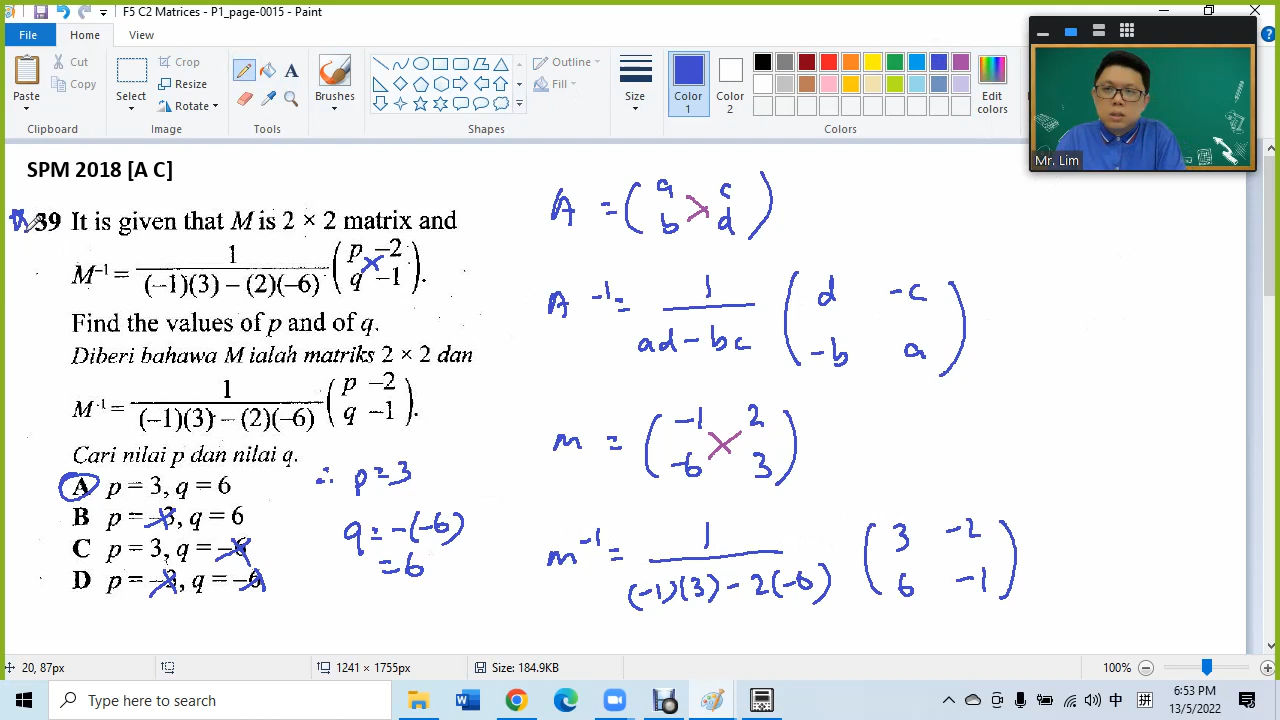 F5 C2 Matrices - P1_page-0015 - Paint
File Home View
Paste Cut Copy Clipboard
Select Crop Resize Rotate Image
Tools
Brushes
Outline Fill Shapes
Size
Color 1 Color 2 Edit colors Colors
Mr. Lim
SPM 2018 [A C]
39 It is given that M is 2 × 2 matrix and
M⁻¹ = 1/((−1)(3) − (2)(−6)) (p −2; q −1).
Find the values of p and of q.
Diberi bahawa M ialah matriks 2 × 2 dan
M⁻¹ = 1/((−1)(3) − (2)(−6)) (p −2; q −1).
Cari nilai p dan nilai q.
A p = 3, q = 6
B p = −3, q = 6
C p = 3, q = −6
D p = −3, q = −6
∴ p = 3
q = −(−6)
= 6
A = (a c; b d)
A⁻¹ = 1/(ad − bc) (d −c; −b a)
m = (−1 2; −6 3)
m⁻¹ = 1/((−1)(3) − 2(−6)) (3 −2; 6 −1)
20, 87px 1241 × 1755px Size: 184.9KB 100%
Type here to search
中 拼 6:53 PM
13/5/2022